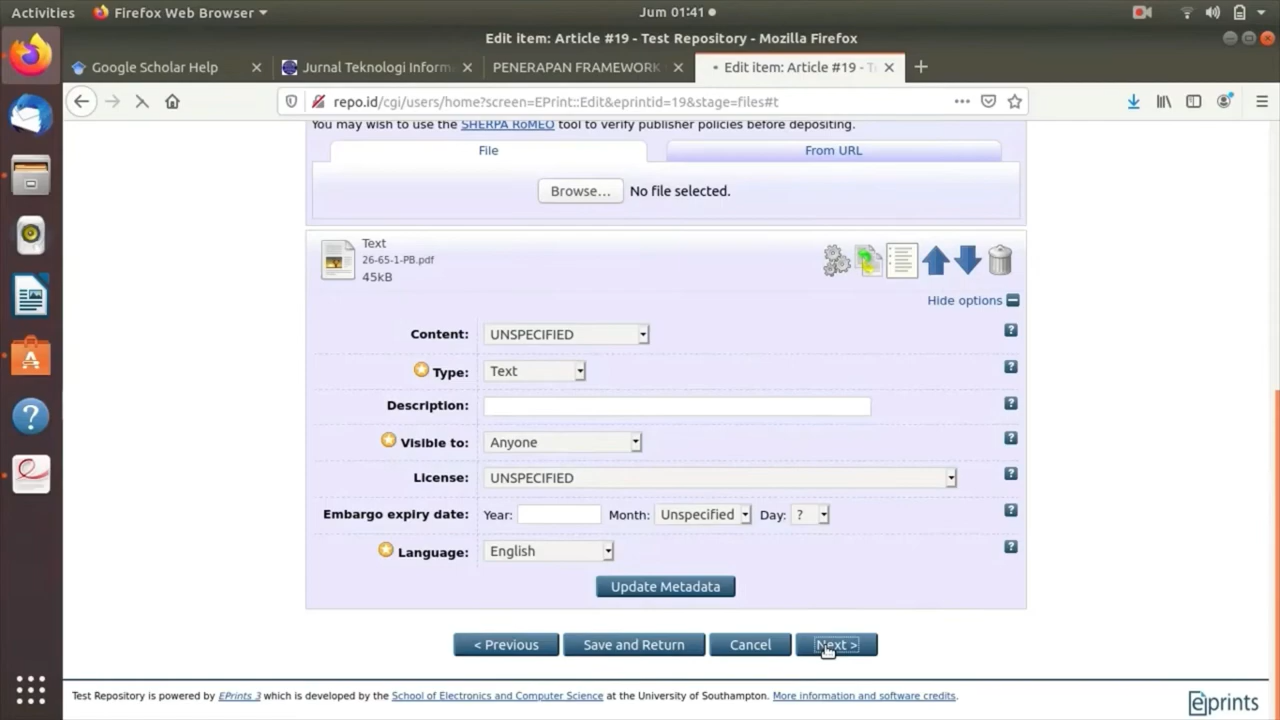 Activities Firefox Web Browser Jum 01:41
Edit item: Article #19 - Test Repository - Mozilla Firefox
Google Scholar Help Jurnal Teknologi Inform PENERAPAN FRAMEWORK Edit item: Article #19 - T
repo.id/cgi/users/home?screen=EPrint::Edit&eprintid=19&stage=files#t
You may wish to use the SHERPA RoMEO tool to verify publisher policies before depositing.
File From URL
Browse... No file selected.
Text
26-65-1-PB.pdf
45kB
Hide options
Content: UNSPECIFIED ?
Type: Text ?
Description: ?
Visible to: Anyone ?
License: UNSPECIFIED ?
Embargo expiry date: Year: Month: Unspecified Day: ? ?
Language: English ?
Update Metadata
< Previous Save and Return Cancel Next >
Test Repository is powered by EPrints 3 which is developed by the School of Electronics and Computer Science at the University of Southampton. More information and software credits.
eprints